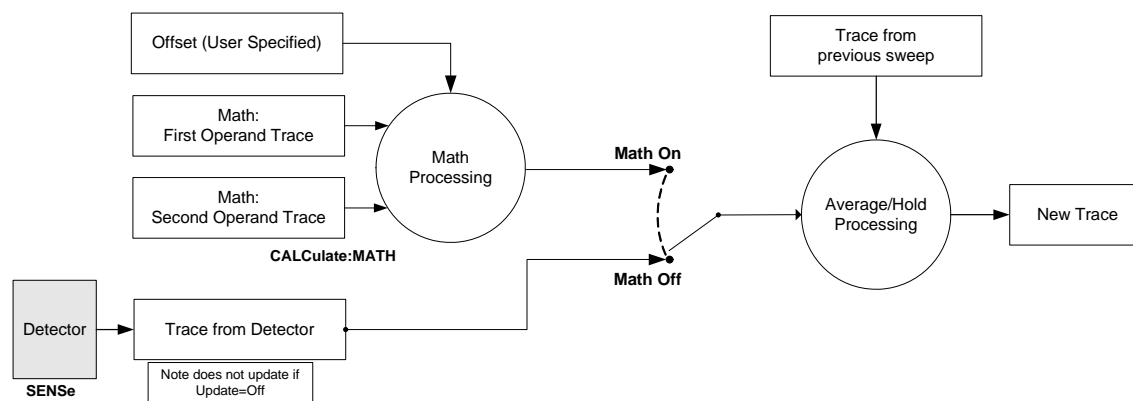 Offset (User Specified)
Math:
First Operand Trace
Math:
Second Operand Trace
CALCulate:MATH
Math
Processing
Math On
Math Off
Trace from
previous sweep
Average/Hold
Processing
New Trace
Detector
SENSe
Trace from Detector
Note does not update if
Update=Off